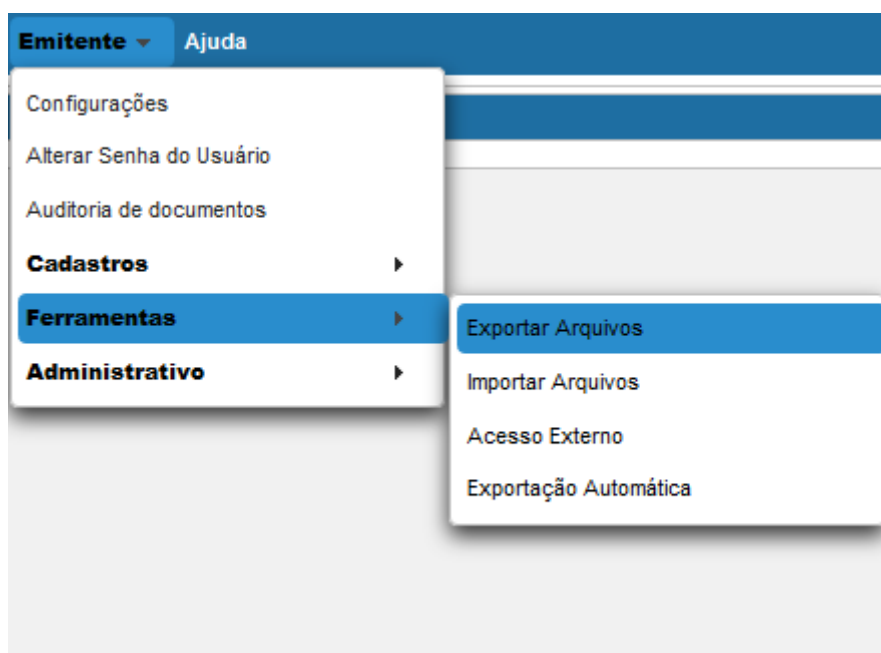 Emitente Ajuda
Configurações
Alterar Senha do Usuário
Auditoria de documentos
Cadastros
Ferramentas
Administrativo
Exportar Arquivos
Importar Arquivos
Acesso Externo
Exportação Automática